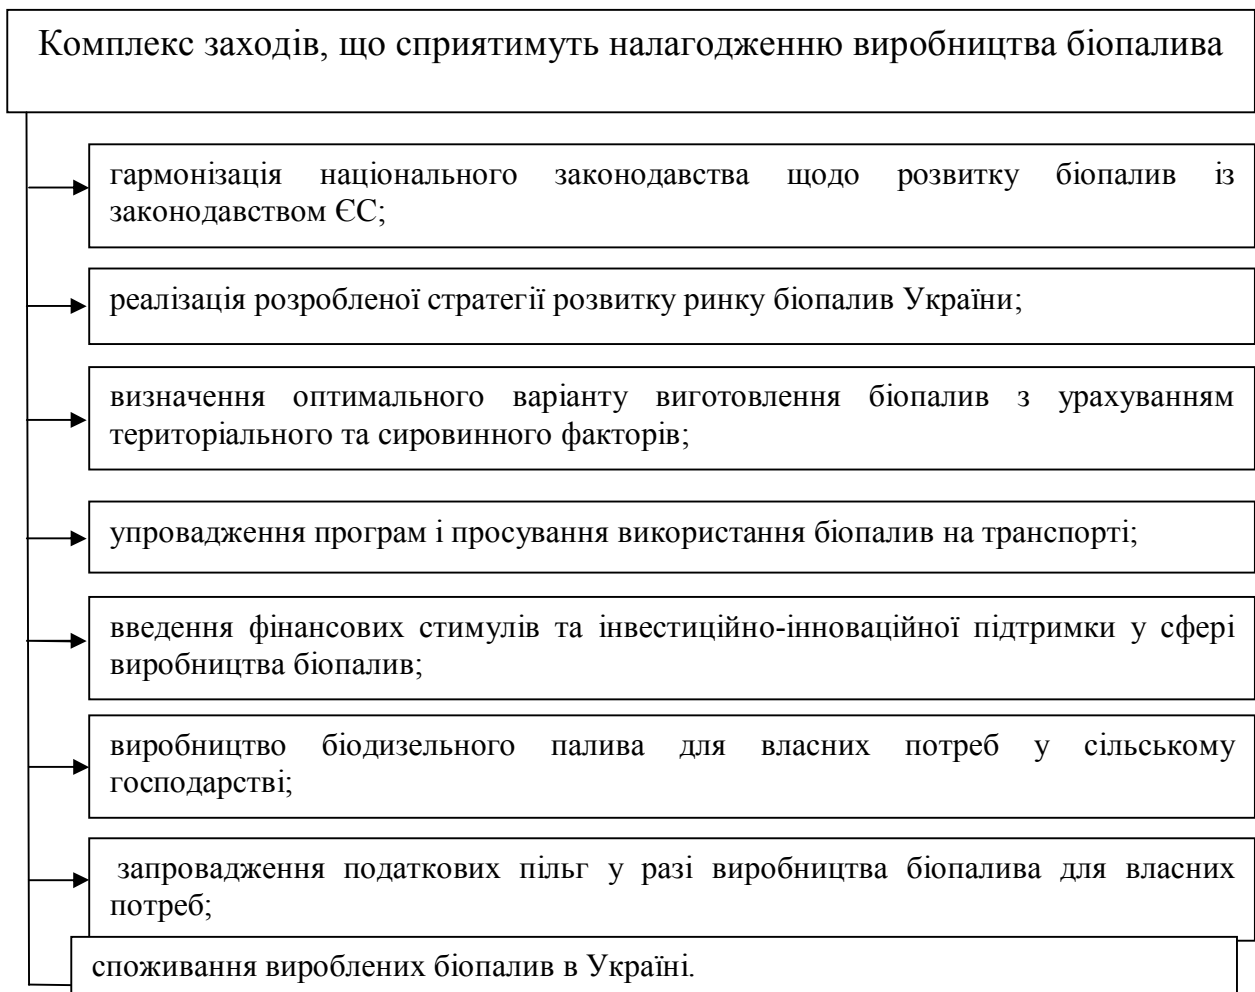 Комплекс заходів, що сприятимуть налагодженню виробництва біопалива
гармонізація національного законодавства щодо розвитку біопалив із
законодавством ЄС;
реалізація розробленої стратегії розвитку ринку біопалив України;
визначення оптимального варіанту виготовлення біопалив з урахуванням
територіального та сировинного факторів;
упровадження програм і просування використання біопалив на транспорті;
введення фінансових стимулів та інвестиційно-інноваційної підтримки у сфері
виробництва біопалив;
виробництво біодизельного палива для власних потреб у сільському
господарстві;
запровадження податкових пільг у разі виробництва біопалива для власних
потреб;
споживання вироблених біопалив в Україні.